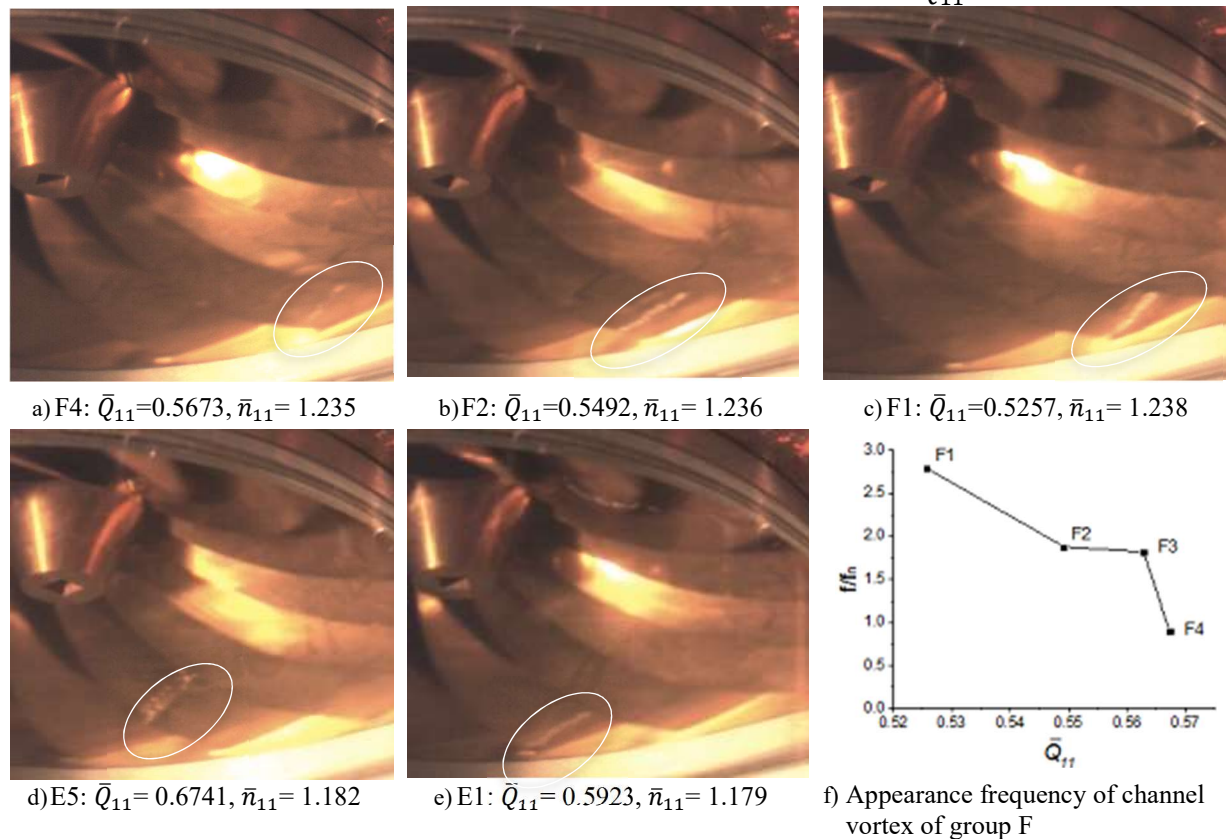 a) F4: Q̄₁₁=0.5673, n̄₁₁= 1.235
b) F2: Q̄₁₁=0.5492, n̄₁₁= 1.236
c) F1: Q̄₁₁=0.5257, n̄₁₁= 1.238
3.0
2.5
2.0
1.5
1.0
0.5
0.0
f/fₙ
F1
F2
F3
F4
0.52 0.53 0.54 0.55 0.56 0.57
Q̄₁₁
d) E5: Q̄₁₁= 0.6741, n̄₁₁= 1.182
e) E1: Q̄₁₁= 0.5923, n̄₁₁= 1.179
f) Appearance frequency of channel
vortex of group F